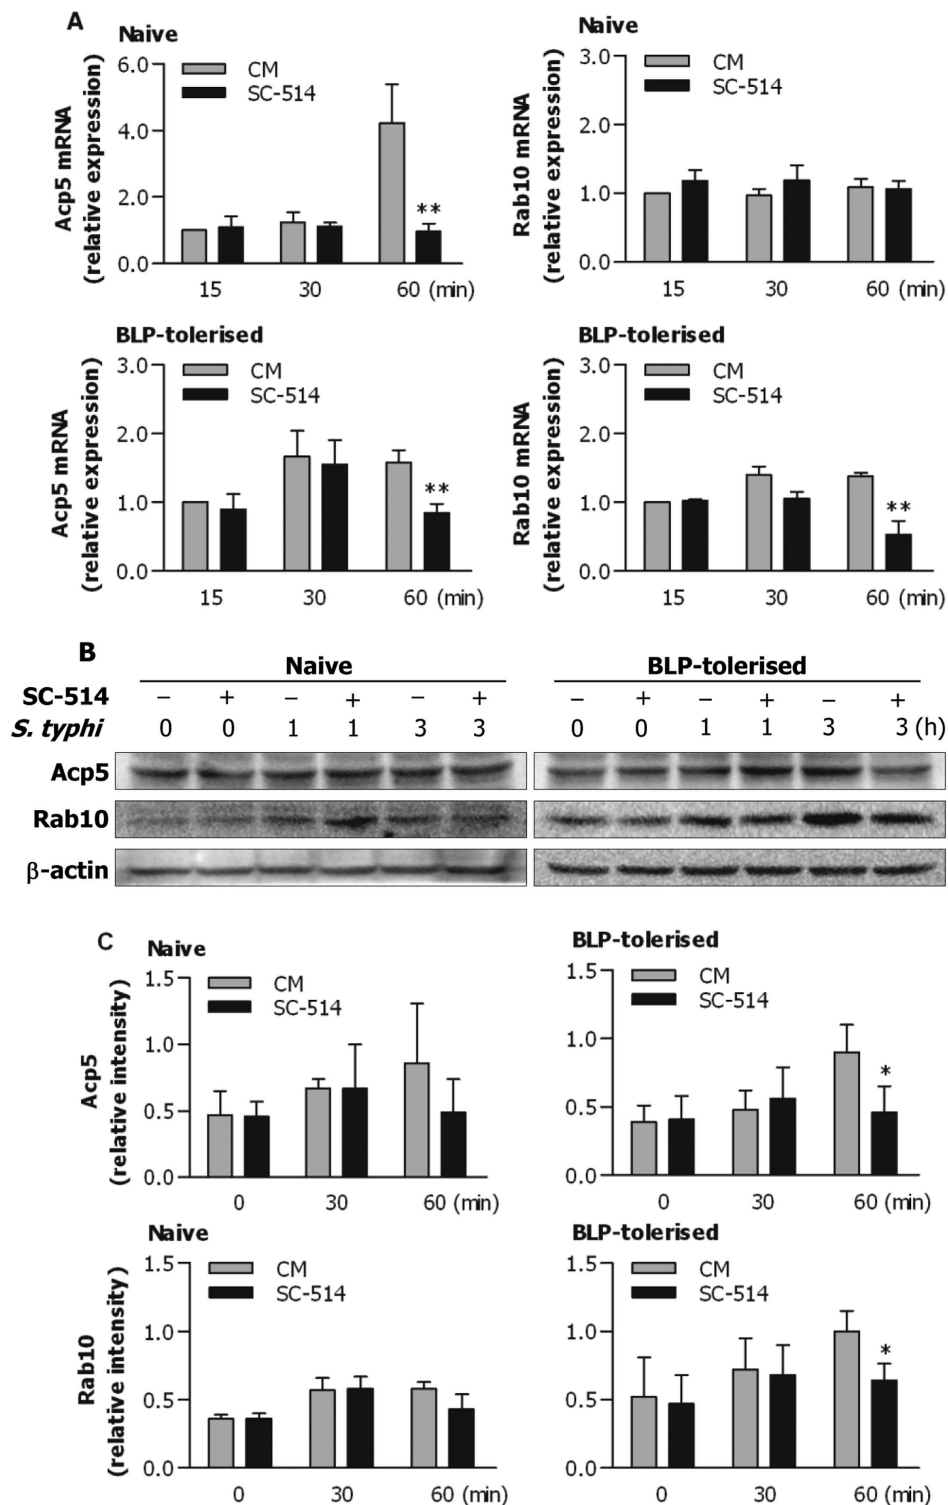 A
Naive
Acp5 mRNA
(relative expression)
6.0
4.0
2.0
0.0
CM
SC-514
**
15 30 60 (min)
Naive
Rab10 mRNA
(relative expression)
3.0
2.0
1.0
0.0
CM
SC-514
15 30 60 (min)
BLP-tolerised
Acp5 mRNA
(relative expression)
3.0
2.0
1.0
0.0
CM
SC-514
**
15 30 60 (min)
BLP-tolerised
Rab10 mRNA
(relative expression)
3.0
2.0
1.0
0.0
CM
SC-514
**
15 30 60 (min)
B
Naive BLP-tolerised
SC-514 − + − + − + − + − + − +
S. typhi 0 0 1 1 3 3 0 0 1 1 3 3 (h)
Acp5
Rab10
β-actin
C
Naive
Acp5
(relative intensity)
1.5
1.0
0.5
0.0
CM
SC-514
0 30 60 (min)
BLP-tolerised
1.5
1.0
0.5
0.0
CM
SC-514
*
0 30 60 (min)
Naive
Rab10
(relative intensity)
1.5
1.0
0.5
0.0
CM
SC-514
0 30 60 (min)
BLP-tolerised
1.5
1.0
0.5
0.0
CM
SC-514
*
0 30 60 (min)